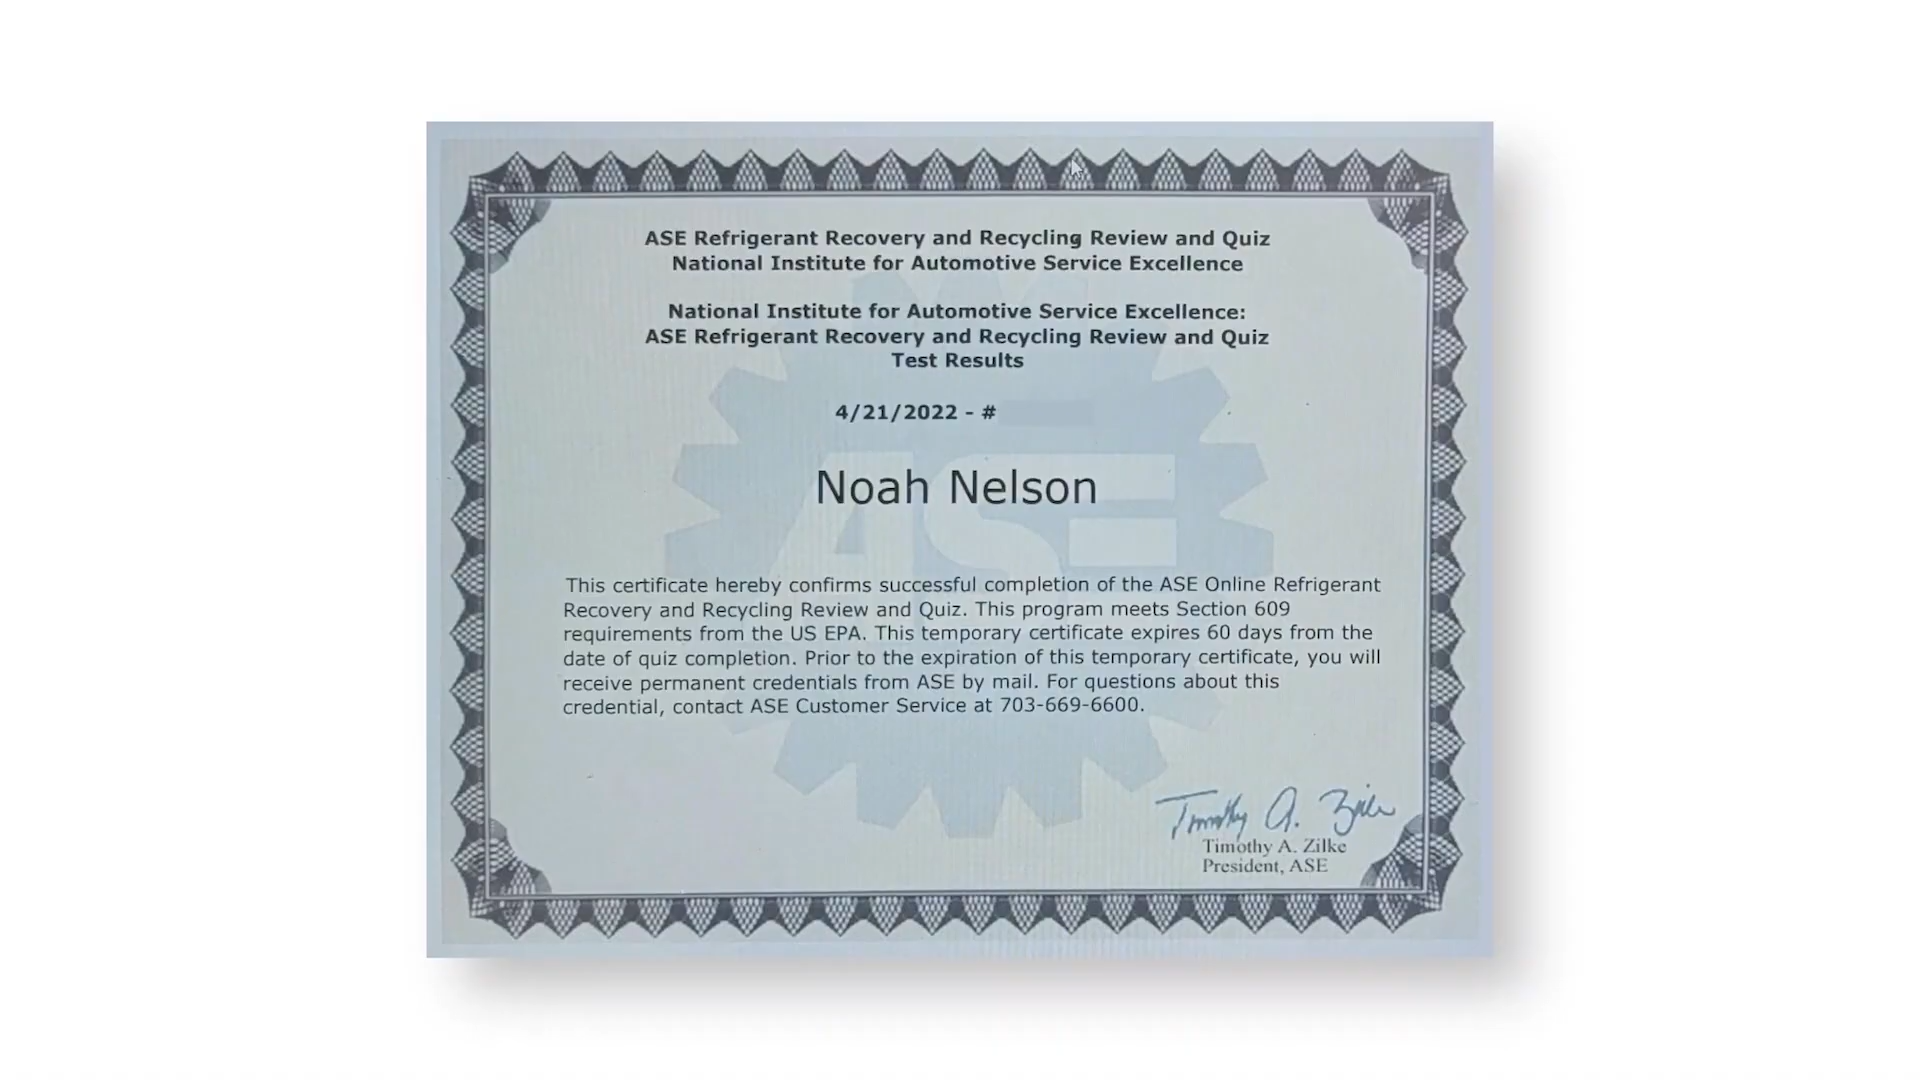 ASE Refrigerant Recovery and Recycling Review and Quiz
National Institute for Automotive Service Excellence
National Institute for Automotive Service Excellence:
ASE Refrigerant Recovery and Recycling Review and Quiz
Test Results
4/21/2022 - #
ASE
Noah Nelson
This certificate hereby confirms successful completion of the ASE Online Refrigerant
Recovery and Recycling Review and Quiz. This program meets Section 609
requirements from the US EPA. This temporary certificate expires 60 days from the
date of quiz completion. Prior to the expiration of this temporary certificate, you will
receive permanent credentials from ASE by mail. For questions about this
credential, contact ASE Customer Service at 703-669-6600.
Timothy A. Zilke
Timothy A. Zilke
President, ASE